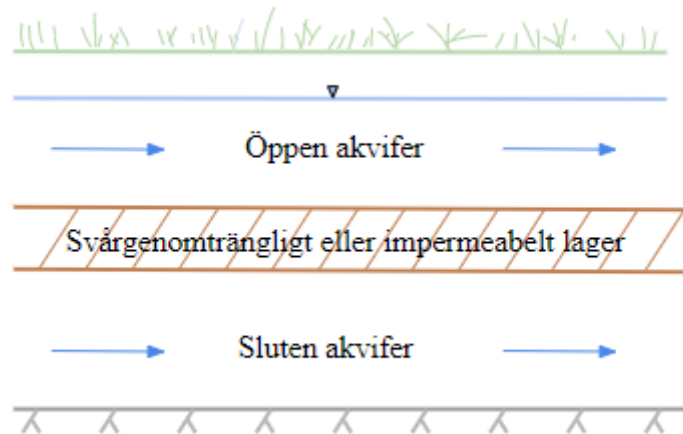 Öppen akvifer
Svårgenomträngligt eller impermeabelt lager
Sluten akvifer